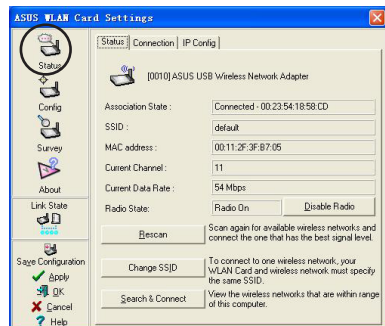 ASUS WLAN Card Settings
Status
Config
Survey
About
Link State
Save Configuration
Apply
OK
Cancel
Help
Status Connection IP Config
[0010] ASUS USB Wireless Network Adapter
Association State : Connected - 00:23:54:18:58:CD
SSID : default
MAC address : 00:11:2F:3F:B7:05
Current Channel : 11
Current Data Rate : 54 Mbps
Radio State: Radio On Disable Radio
Rescan Scan again for available wireless networks and
connect the one that has the best signal level.
Change SSID To connect to one wireless network, your
WLAN Card and wireless network must specify
the same SSID.
Search & Connect View the wireless networks that are within range
of this computer.